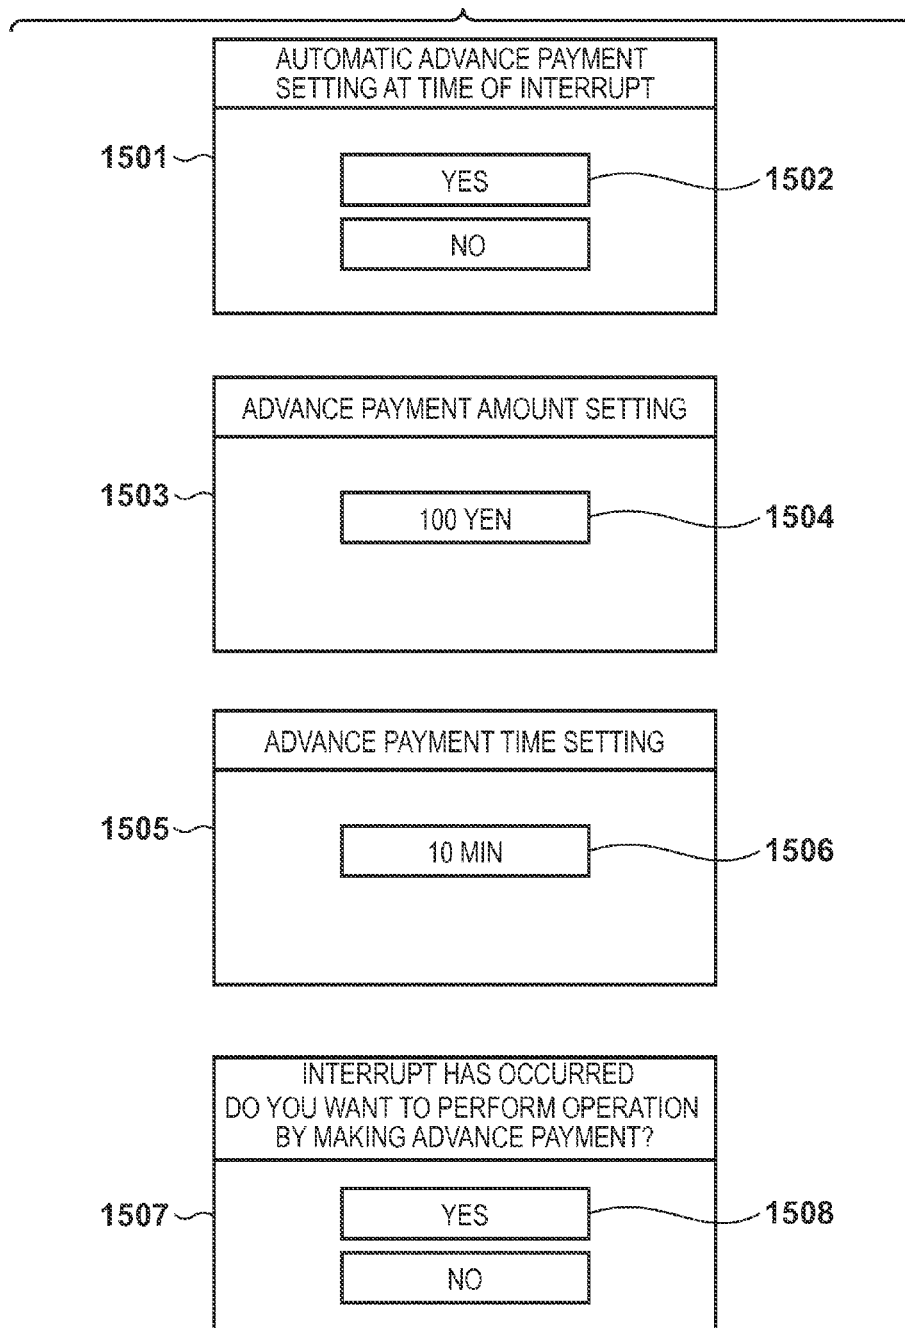 AUTOMATIC ADVANCE PAYMENT
SETTING AT TIME OF INTERRUPT
1501
YES
1502
NO
ADVANCE PAYMENT AMOUNT SETTING
1503
100 YEN
1504
ADVANCE PAYMENT TIME SETTING
1505
10 MIN
1506
INTERRUPT HAS OCCURRED
DO YOU WANT TO PERFORM OPERATION
BY MAKING ADVANCE PAYMENT?
1507
YES
1508
NO